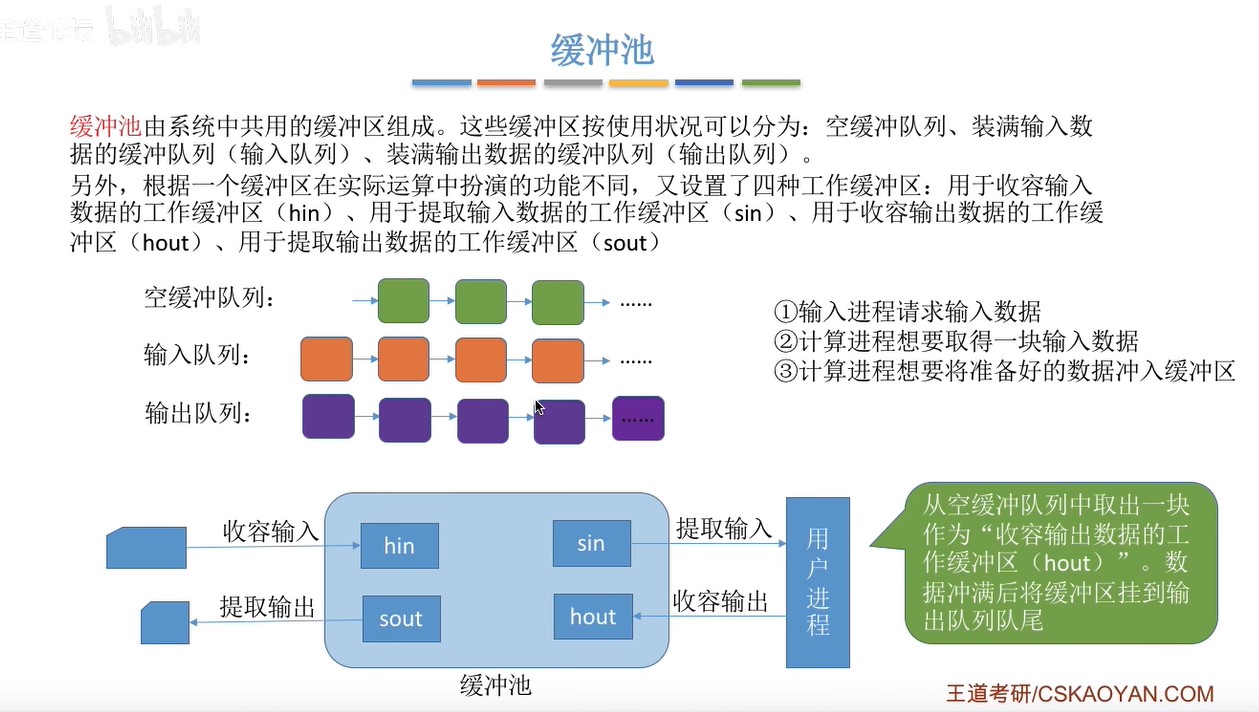 王道论坛 bilibili
缓冲池
缓冲池由系统中共用的缓冲区组成。这些缓冲区按使用状况可以分为：空缓冲队列、装满输入数
据的缓冲队列（输入队列）、装满输出数据的缓冲队列（输出队列）。
另外，根据一个缓冲区在实际运算中扮演的功能不同，又设置了四种工作缓冲区：用于收容输入
数据的工作缓冲区（hin）、用于提取输入数据的工作缓冲区（sin）、用于收容输出数据的工作缓
冲区（hout）、用于提取输出数据的工作缓冲区（sout）
空缓冲队列：
……
输入队列：
……
输出队列：
……
①输入进程请求输入数据
②计算进程想要取得一块输入数据
③计算进程想要将准备好的数据冲入缓冲区
收容输入
hin
sin
提取输入
提取输出
sout
hout
收容输出
用户进程
缓冲池
从空缓冲队列中取出一块
作为“收容输出数据的工
作缓冲区（hout）”。数
据冲满后将缓冲区挂到输
出队列队尾
王道考研/CSKAOYAN.COM